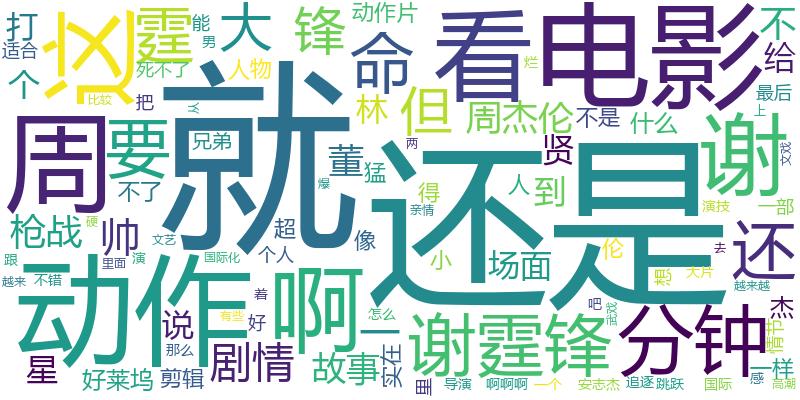 打 能 霆 大 锋 动作片 命 看 电影 不
适合 男 给
个 这 死不了 人物 烂
比较 把 林 但 周杰伦 不是 什么 最后
周 要 就 YY 兄弟 董 猛 还是 贤 两 谢 上
文戏
不了 爆 得 人 到 演技 一部
枪战 帅 超 像 亲情 伦 还
硬 文艺 个人 小 场面 想 去
跟 里面 演 国际化 大片
越来 不错 动作 着 啊 一 吧 越来越
说 有些 好 怎么 武戏 杰
星 那么 剧情 故事 实在 谢霆锋 分钟 情节
好莱坞 剪辑 里 导演 啊啊啊 一个 安志杰 追逐 跳跃 国际 感 一样 高潮